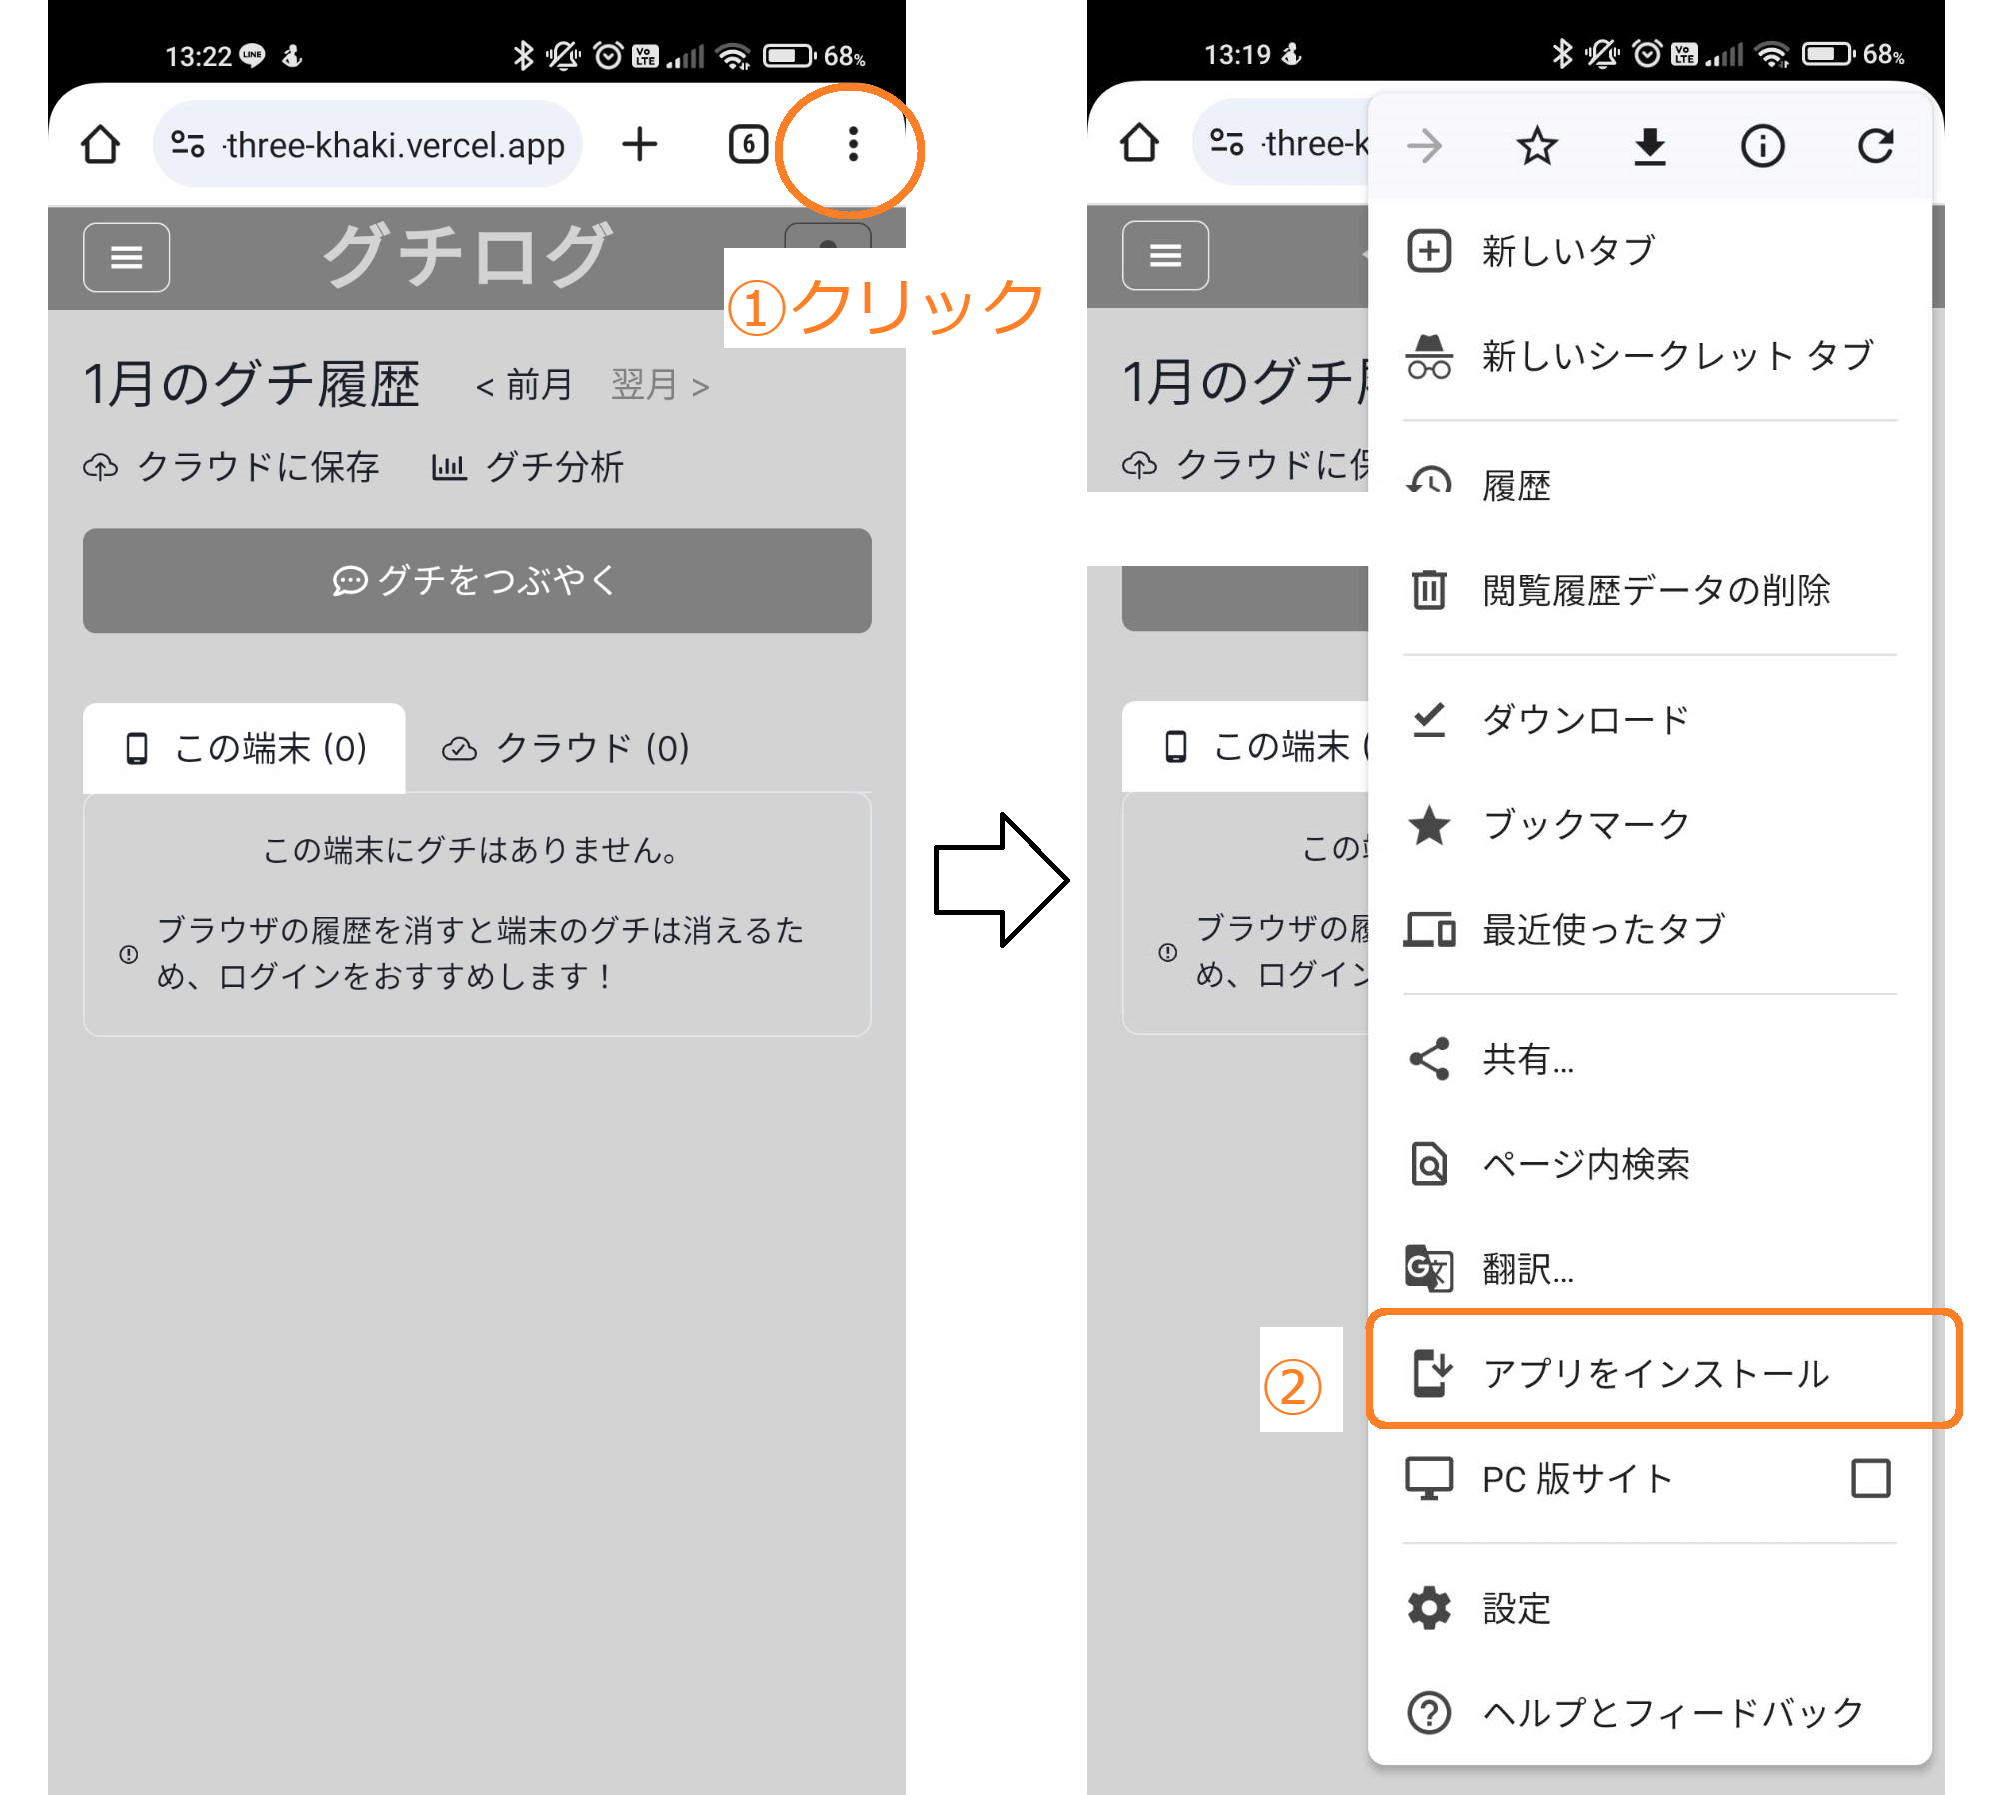 13:22 LINE Vo LTE 68%
-three-khaki.vercel.app 6
グチログ
①クリック
1月のグチ履歴 < 前月 翌月 >
クラウドに保存 グチ分析
グチをつぶやく
この端末 (0) クラウド (0)
この端末にグチはありません。
ブラウザの履歴を消すと端末のグチは消えるた
め、ログインをおすすめします！
13:19 Vo LTE 68%
-three-k
1月のグチ
クラウドに保
この端末 (
この端
ブラウザの履
め、ログイン
新しいタブ
新しいシークレット タブ
履歴
閲覧履歴データの削除
ダウンロード
ブックマーク
最近使ったタブ
共有...
ページ内検索
翻訳...
②
アプリをインストール
PC 版サイト
設定
ヘルプとフィードバック